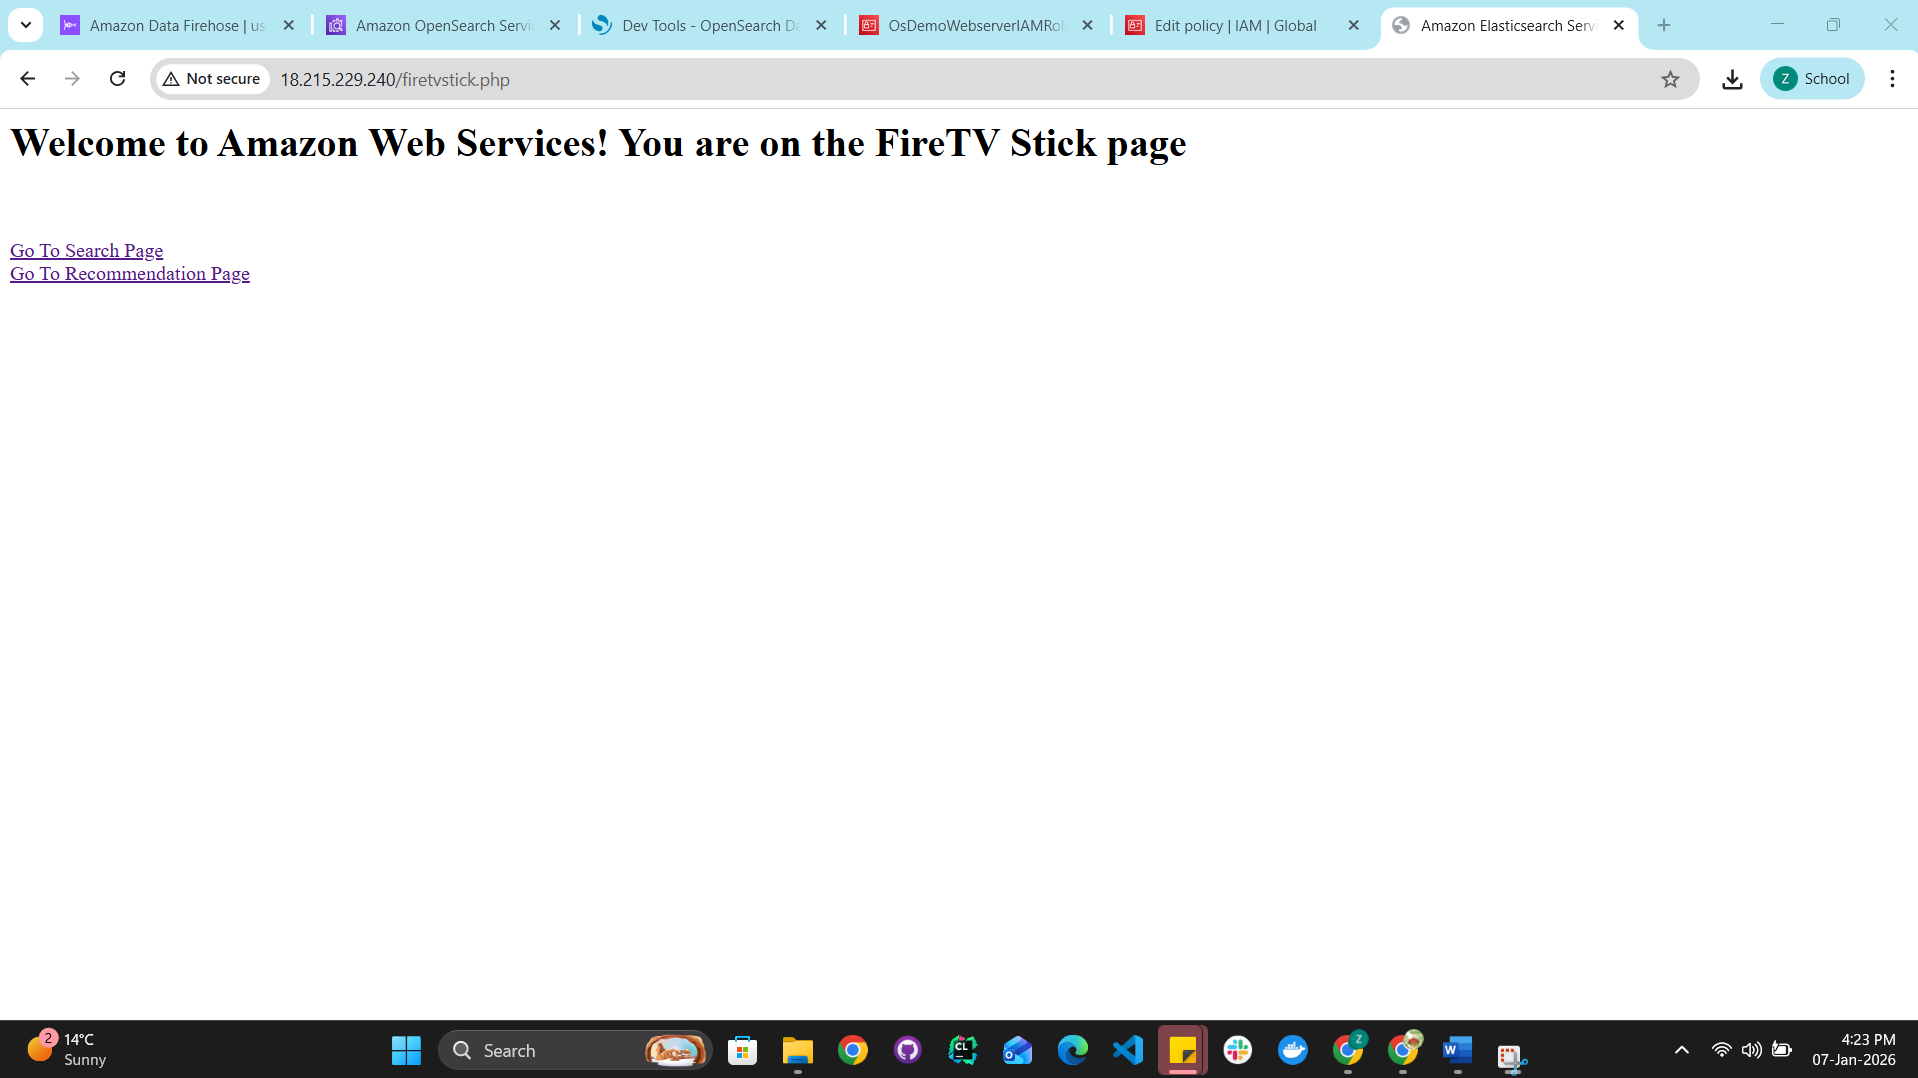 Amazon Data Firehose | us
Amazon OpenSearch Servi
Dev Tools - OpenSearch Da
OsDemoWebserverIAMRol
Edit policy | IAM | Global
Amazon Elasticsearch Serv
Not secure
18.215.229.240/firetvstick.php
Z
School
Welcome to Amazon Web Services! You are on the FireTV Stick page
Go To Search Page
Go To Recommendation Page
2
14°C
Sunny
Search
CL
Z
4:23 PM
07-Jan-2026